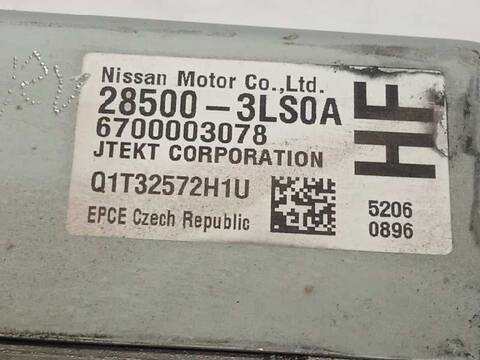 Nissan Motor Co.,Ltd.
28500-3LS0A
6700003078
JTEKT CORPORATION
Q1T32572H1U
EPCE Czech Republic
HF
5206
0896